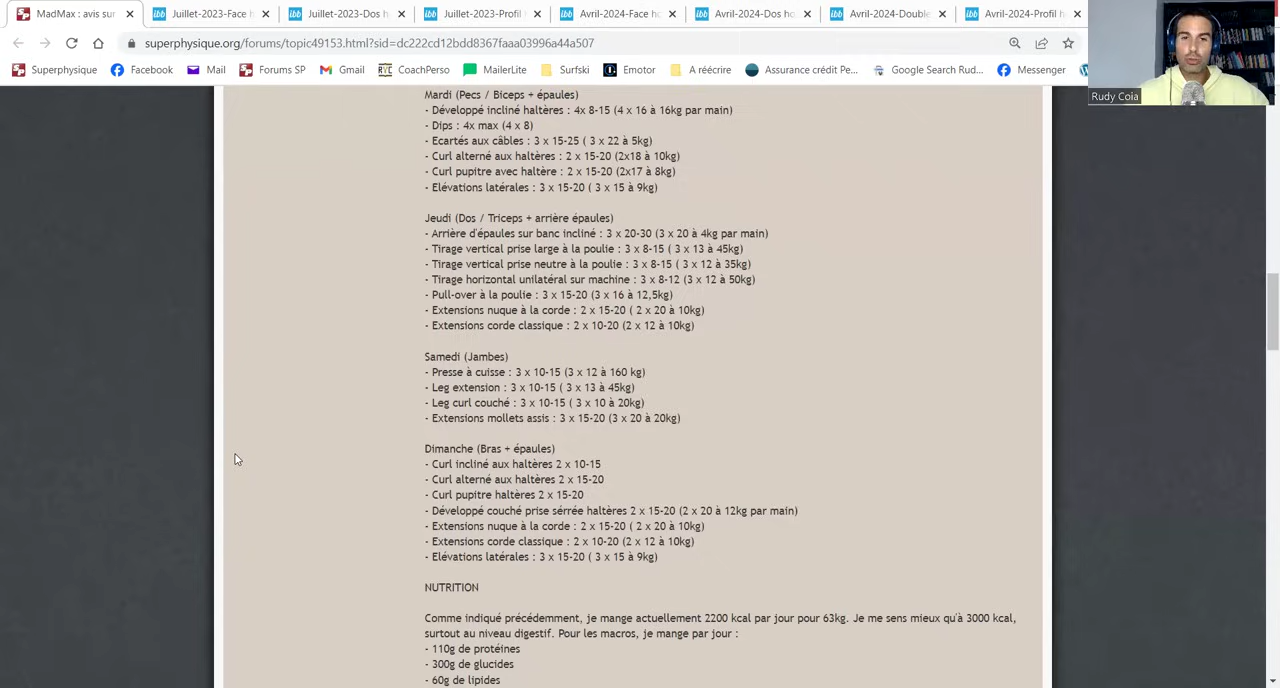 MadMax : avis sur
Juillet-2023-Face h
Juillet-2023-Dos h
Juillet-2023-Profil
Avril-2024-Face ho
Avril-2024-Dos ho
Avril-2024-Double
Avril-2024-Profil h
superphysique.org/forums/topic49153.html?sid=dc222cd12bdd8367faaa03996a44a507
Superphysique
Facebook
Mail
Forums SP
Gmail
CoachPerso
MailerLite
Surfski
Emotor
A réécrire
Assurance crédit Pe...
Google Search Rud...
Messenger
Rudy Coia
Mardi (Pecs / Biceps + épaules)
- Développé incliné haltères : 4x 8-15 (4 x 16 à 16kg par main)
- Dips : 4x max (4 x 8)
- Ecartés aux câbles : 3 x 15-25 ( 3 x 22 à 5kg)
- Curl alterné aux haltères : 2 x 15-20 (2x18 à 10kg)
- Curl pupitre avec haltère : 2 x 15-20 (2x17 à 8kg)
- Elévations latérales : 3 x 15-20 ( 3 x 15 à 9kg)
Jeudi (Dos / Triceps + arrière épaules)
- Arrière d'épaules sur banc incliné : 3 x 20-30 (3 x 20 à 4kg par main)
- Tirage vertical prise large à la poulie : 3 x 8-15 ( 3 x 13 à 45kg)
- Tirage vertical prise neutre à la poulie : 3 x 8-15 ( 3 x 12 à 35kg)
- Tirage horizontal unilatéral sur machine : 3 x 8-12 (3 x 12 à 50kg)
- Pull-over à la poulie : 3 x 15-20 (3 x 16 à 12,5kg)
- Extensions nuque à la corde : 2 x 15-20 ( 2 x 20 à 10kg)
- Extensions corde classique : 2 x 10-20 (2 x 12 à 10kg)
Samedi (Jambes)
- Presse à cuisse : 3 x 10-15 (3 x 12 à 160 kg)
- Leg extension : 3 x 10-15 ( 3 x 13 à 45kg)
- Leg curl couché : 3 x 10-15 ( 3 x 10 à 20kg)
- Extensions mollets assis : 3 x 15-20 (3 x 20 à 20kg)
Dimanche (Bras + épaules)
- Curl incliné aux haltères 2 x 10-15
- Curl alterné aux haltères 2 x 15-20
- Curl pupitre haltères 2 x 15-20
- Développé couché prise sérrée haltères 2 x 15-20 (2 x 20 à 12kg par main)
- Extensions nuque à la corde : 2 x 15-20 ( 2 x 20 à 10kg)
- Extensions corde classique : 2 x 10-20 (2 x 12 à 10kg)
- Elévations latérales : 3 x 15-20 ( 3 x 15 à 9kg)
NUTRITION
Comme indiqué précédemment, je mange actuellement 2200 kcal par jour pour 63kg. Je me sens mieux qu'à 3000 kcal,
surtout au niveau digestif. Pour les macros, je mange par jour :
- 110g de protéines
- 300g de glucides
- 60g de lipides